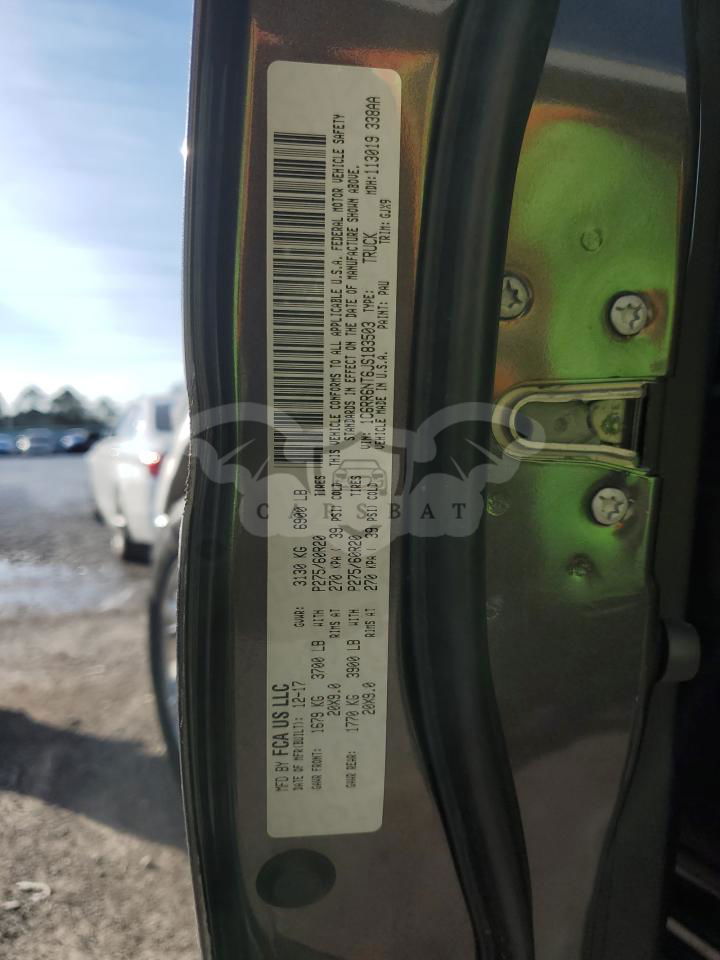 MFD BY FCA US LLC
DATE OF MFR(BUILT): 12-17 GVWR: 3130 KG 6900 LB
GAWR FRONT: 1679 KG 3700 LB WITH P275/60R20 TIRES
20X9.0 RIMS AT 270 KPA ( 39 PSI) COLD
GAWR REAR: 1770 KG 3900 LB WITH P275/60R20 TIRES
20X9.0 RIMS AT 270 KPA ( 39 PSI) COLD
THIS VEHICLE CONFORMS TO ALL APPLICABLE U.S.A. FEDERAL MOTOR VEHICLE SAFETY
STANDARDS IN EFFECT ON THE DATE OF MANUFACTURE SHOWN ABOVE.
VIN: 1C6RR6NT6JS183503 TYPE: TRUCK MDH:113019 338AA
VEHICLE MADE IN U.S.A. PAINT: PAU TRIM: GJX9
CARSBAT